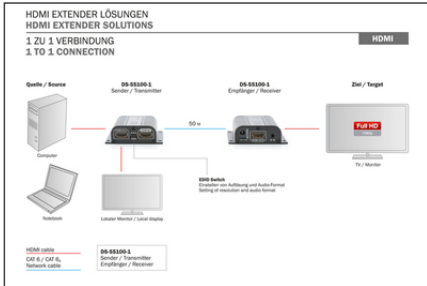 HDMI EXTENDER LÖSUNGEN
HDMI EXTENDER SOLUTIONS
1 ZU 1 VERBINDUNG
1 TO 1 CONNECTION
HDMI
Quelle / Source
DS-55100-1
Sender / Transmitter
DS-55100-1
Empfänger / Receiver
Ziel / Target
50 M
Full HD
Computer
TV / Monitor
EDID Switch
Einstellen von Auflösung und Audio-Format
Setting of resolution and audio format
Notebook
Lokaler Monitor / Local display
HDMI cable
CAT 6 / CAT 6A
Network cable
DS-55100-1
Sender / Transmitter
Empfänger / Receiver